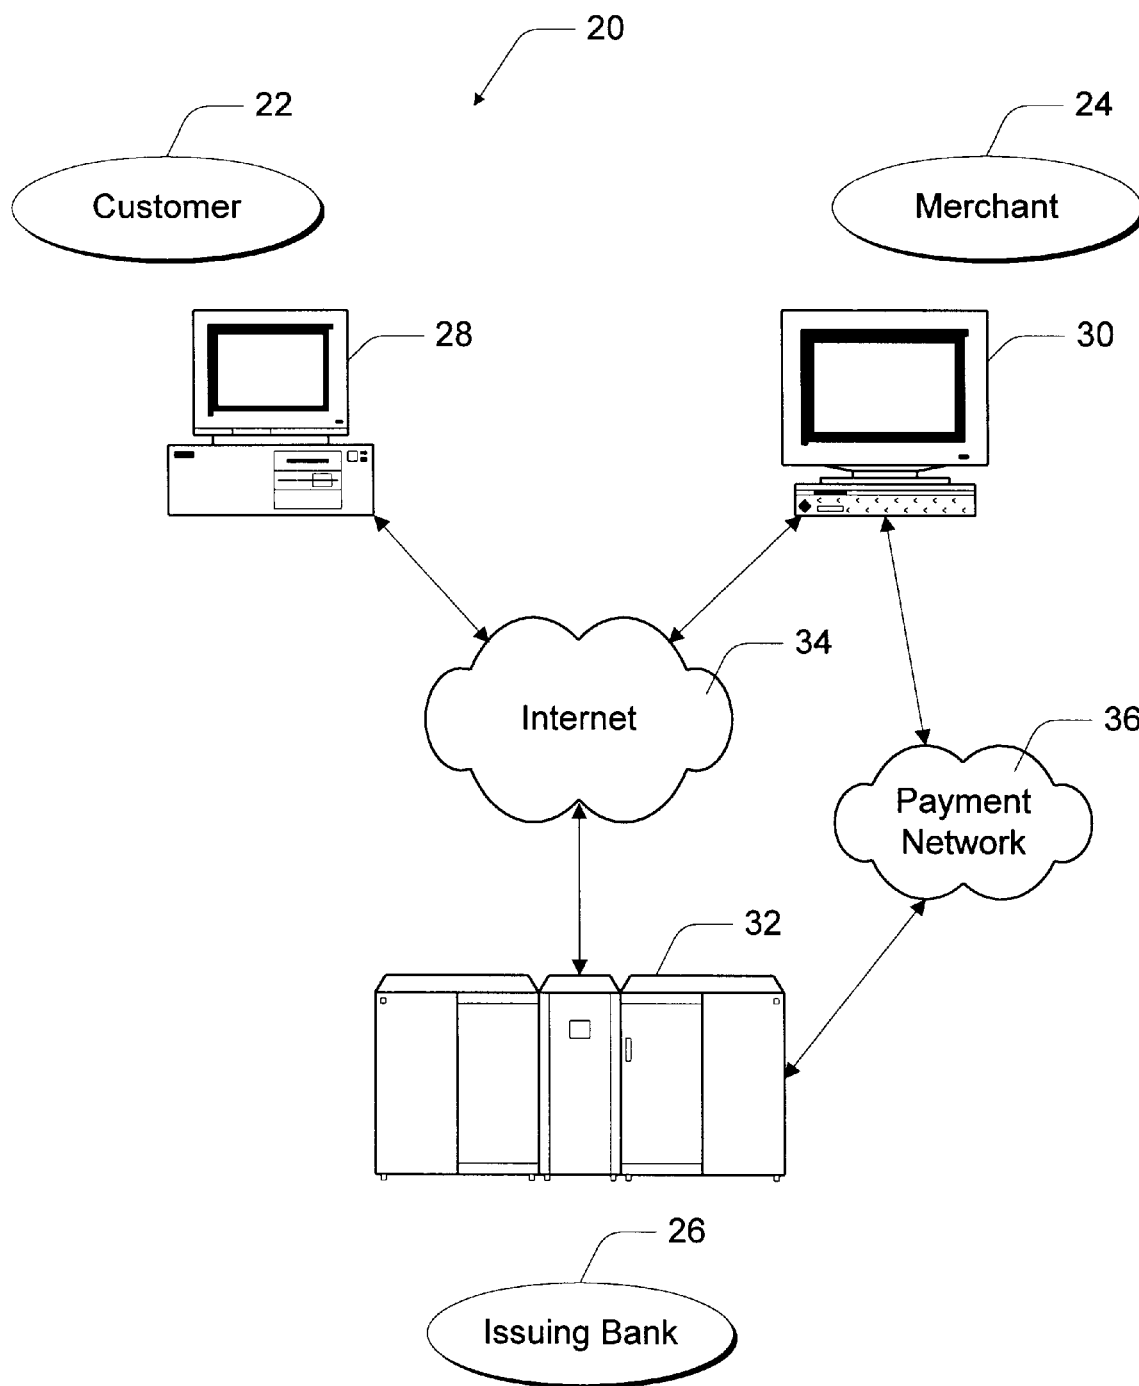 20
22
24
Customer
Merchant
28
30
34
Internet
36
Payment
Network
32
26
Issuing Bank